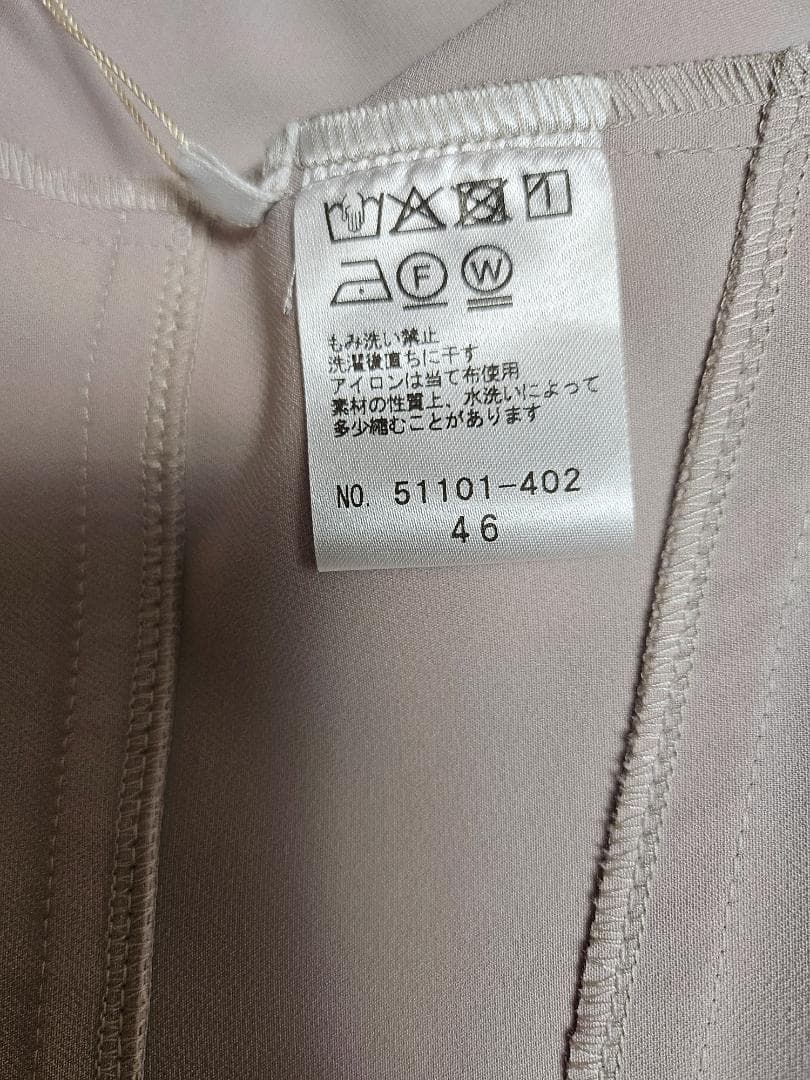 F W
もみ洗い禁止
洗濯後直ちに干す
アイロンは当て布使用
素材の性質上、水洗いによって
多少縮むことがあります
NO. 51101-402
46